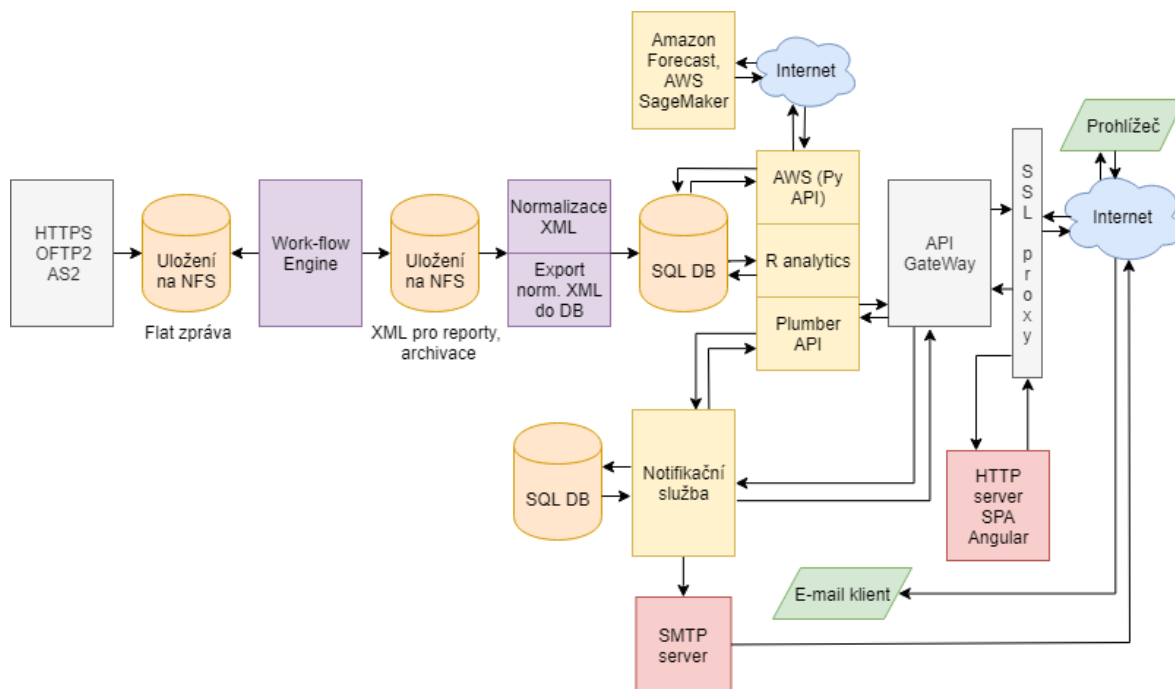 Amazon
Forecast,
AWS
SageMaker
Internet
Prohlížeč
HTTPS
OFTP2
AS2
Uložení
na NFS
Flat zpráva
Work-flow
Engine
Uložení
na NFS
XML pro reporty,
archivace
Normalizace
XML
Export
norm. XML
do DB
SQL DB
AWS (Py
API)
R analytics
Plumber
API
API
GateWay
SSL proxy
Internet
SQL DB
Notifikační
služba
HTTP
server
SPA
Angular
E-mail klient
SMTP
server